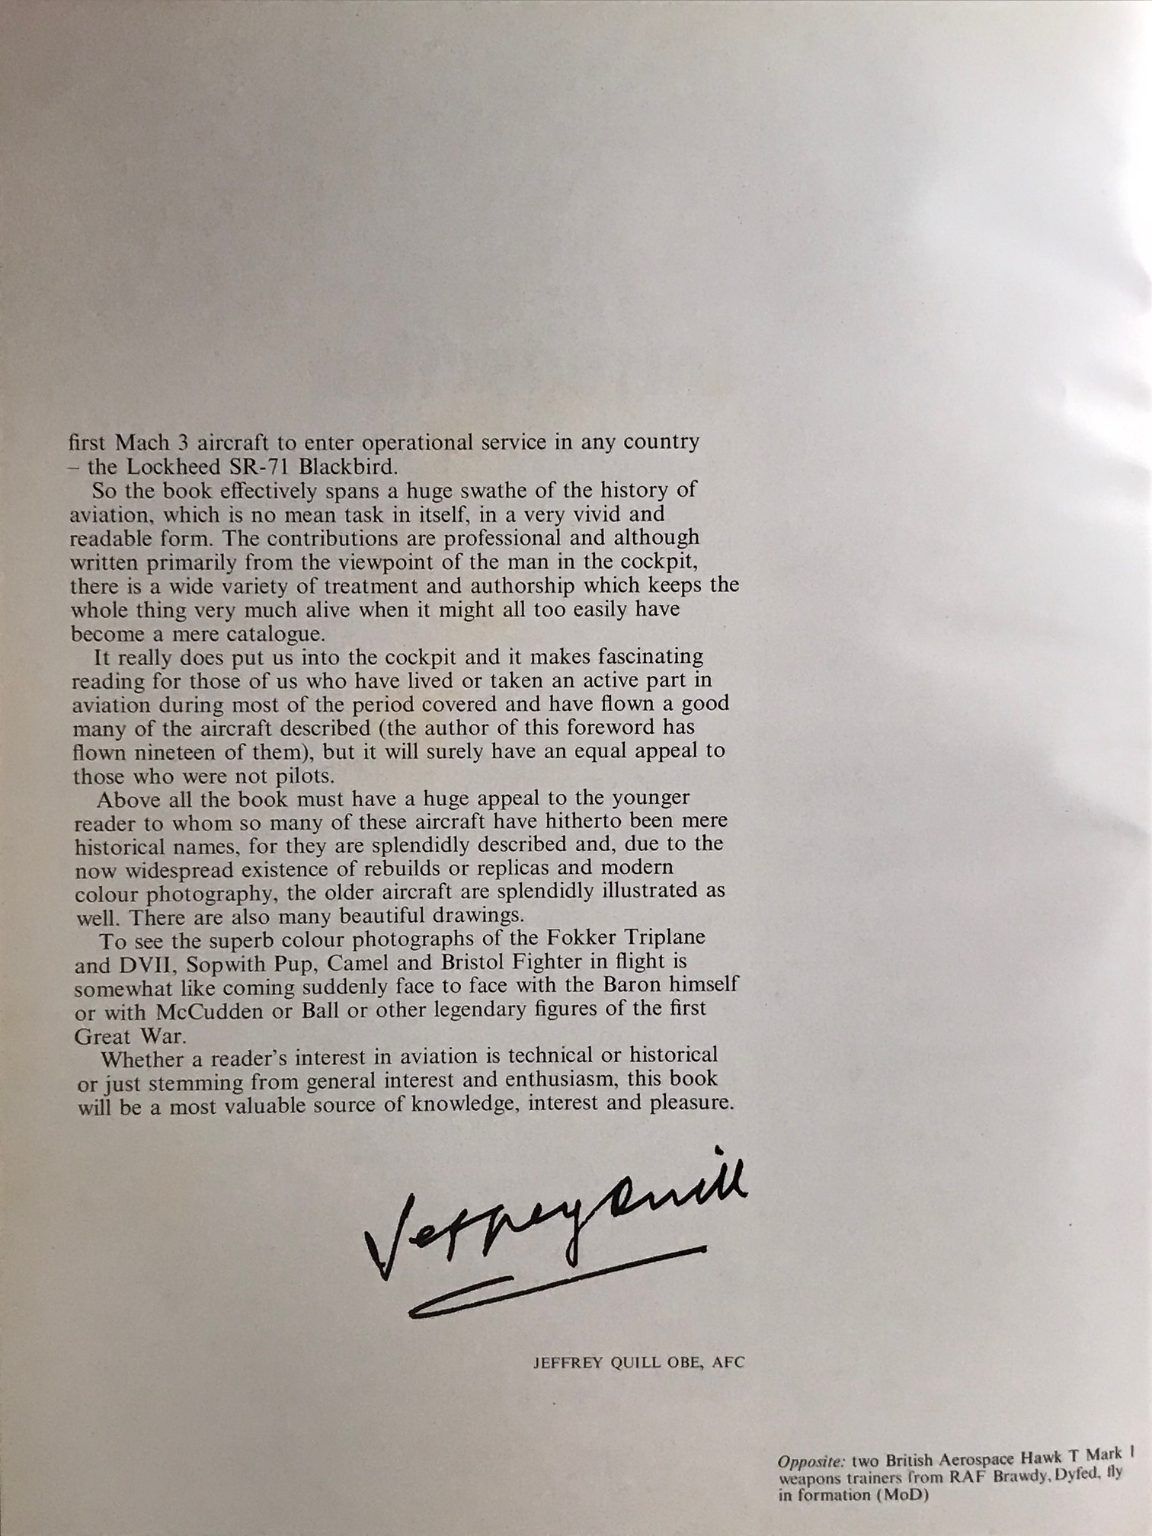 first Mach 3 aircraft to enter operational service in any country
– the Lockheed SR-71 Blackbird.
So the book effectively spans a huge swathe of the history of
aviation, which is no mean task in itself, in a very vivid and
readable form. The contributions are professional and although
written primarily from the viewpoint of the man in the cockpit,
there is a wide variety of treatment and authorship which keeps the
whole thing very much alive when it might all too easily have
become a mere catalogue.
It really does put us into the cockpit and it makes fascinating
reading for those of us who have lived or taken an active part in
aviation during most of the period covered and have flown a good
many of the aircraft described (the author of this foreword has
flown nineteen of them), but it will surely have an equal appeal to
those who were not pilots.
Above all the book must have a huge appeal to the younger
reader to whom so many of these aircraft have hitherto been mere
historical names, for they are splendidly described and, due to the
now widespread existence of rebuilds or replicas and modern
colour photography, the older aircraft are splendidly illustrated as
well. There are also many beautiful drawings.
To see the superb colour photographs of the Fokker Triplane
and DVII, Sopwith Pup, Camel and Bristol Fighter in flight is
somewhat like coming suddenly face to face with the Baron himself
or with McCudden or Ball or other legendary figures of the first
Great War.
Whether a reader's interest in aviation is technical or historical
or just stemming from general interest and enthusiasm, this book
will be a most valuable source of knowledge, interest and pleasure.
Jeffrey Quill
JEFFREY QUILL OBE, AFC
Opposite: two British Aerospace Hawk T Mark 1
weapons trainers from RAF Brawdy, Dyfed, fly
in formation (MoD)